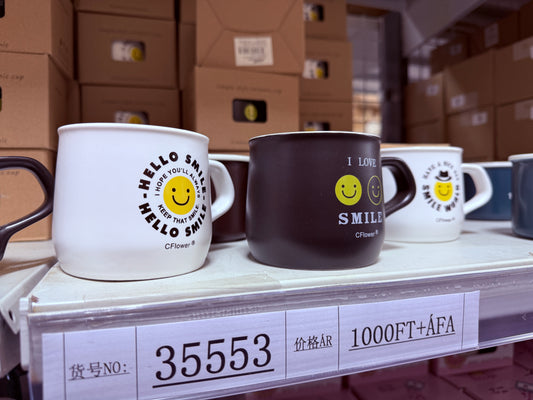 HELLO SMILE
I HOPE YOU'LL ALWAYS
KEEP THAT SMILE.
HELLO SMILE
CFlower ®
I LOVE
SMILE
CFlower ®
CFlower ®
货号NO:
35553
价格ÁR
1000FT+ÁFA